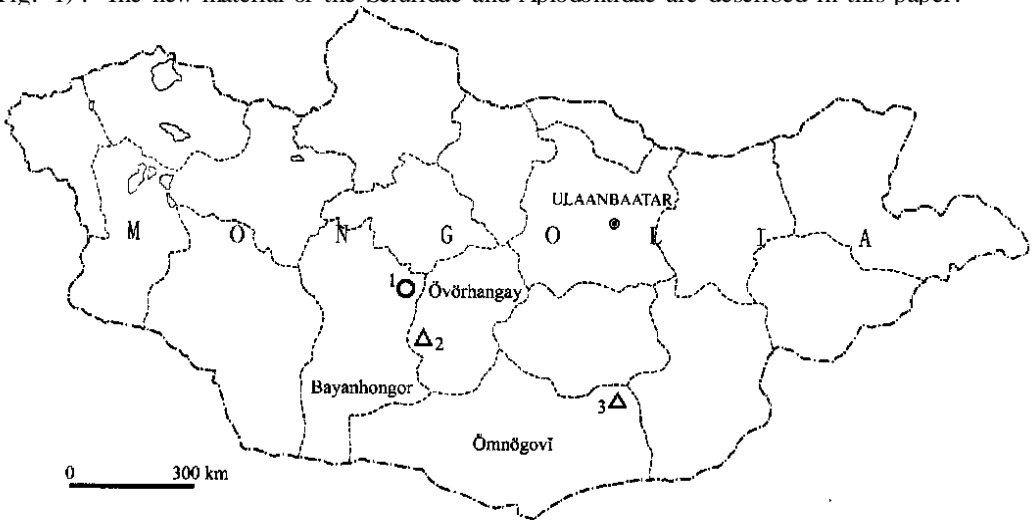 Fig. 1). The new material of the Sciuridae and Aplodontidae are described in this paper.
ULAANBAATAR
M O N G O L I A
1 Övörhangay
2
Bayanhongor
3
Ömnögovĭ
0 300 km